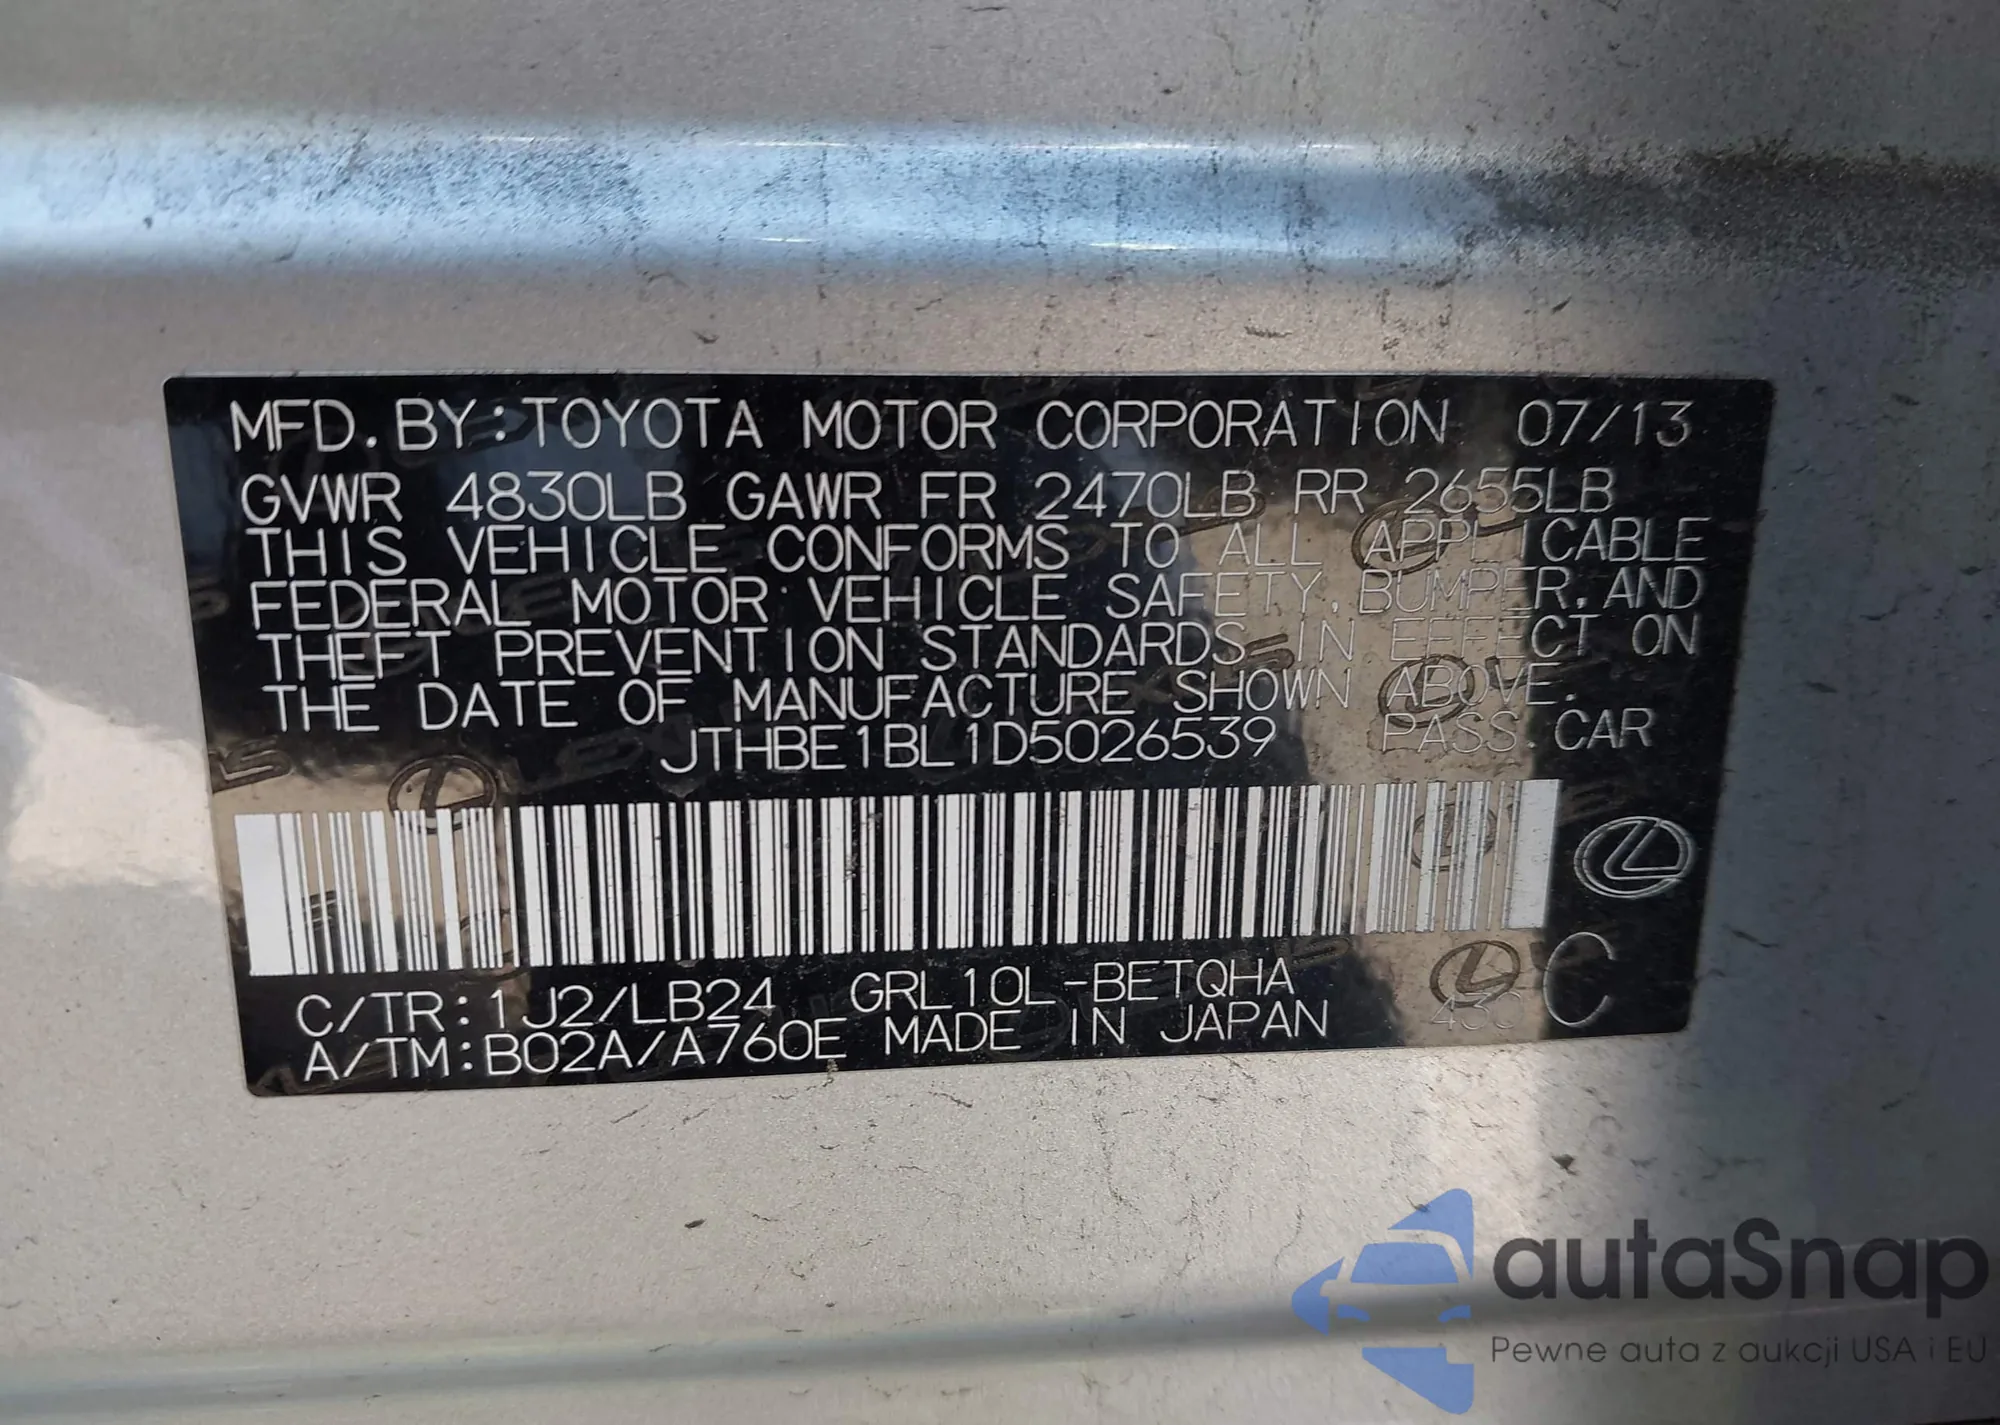 MFD. BY: TOYOTA MOTOR CORPORATION 07/13
GVWR 4830LB GAWR FR 2470LB RR 2655LB
THIS VEHICLE CONFORMS TO ALL APPLICABLE
FEDERAL MOTOR VEHICLE SAFETY, BUMPER, AND
THEFT PREVENTION STANDARDS IN EFFECT ON
THE DATE OF MANUFACTURE SHOWN ABOVE.
JTHBE1BL1D5026539 PASS. CAR
C/TR: 1J2/LB24 GRL10L-BETQHA
A/TM: B02A/A760E MADE IN JAPAN
C
autaSnap
Pewne auta z aukcji USA i EU